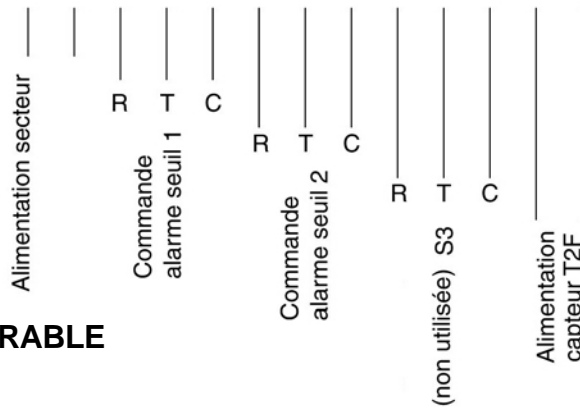 R T C
R T C
R T C
Alimentation secteur
Commande
alarme seuil 1
Commande
alarme seuil 2
(non utilisée) S3
Alimentation
capteur T2F
RABLE